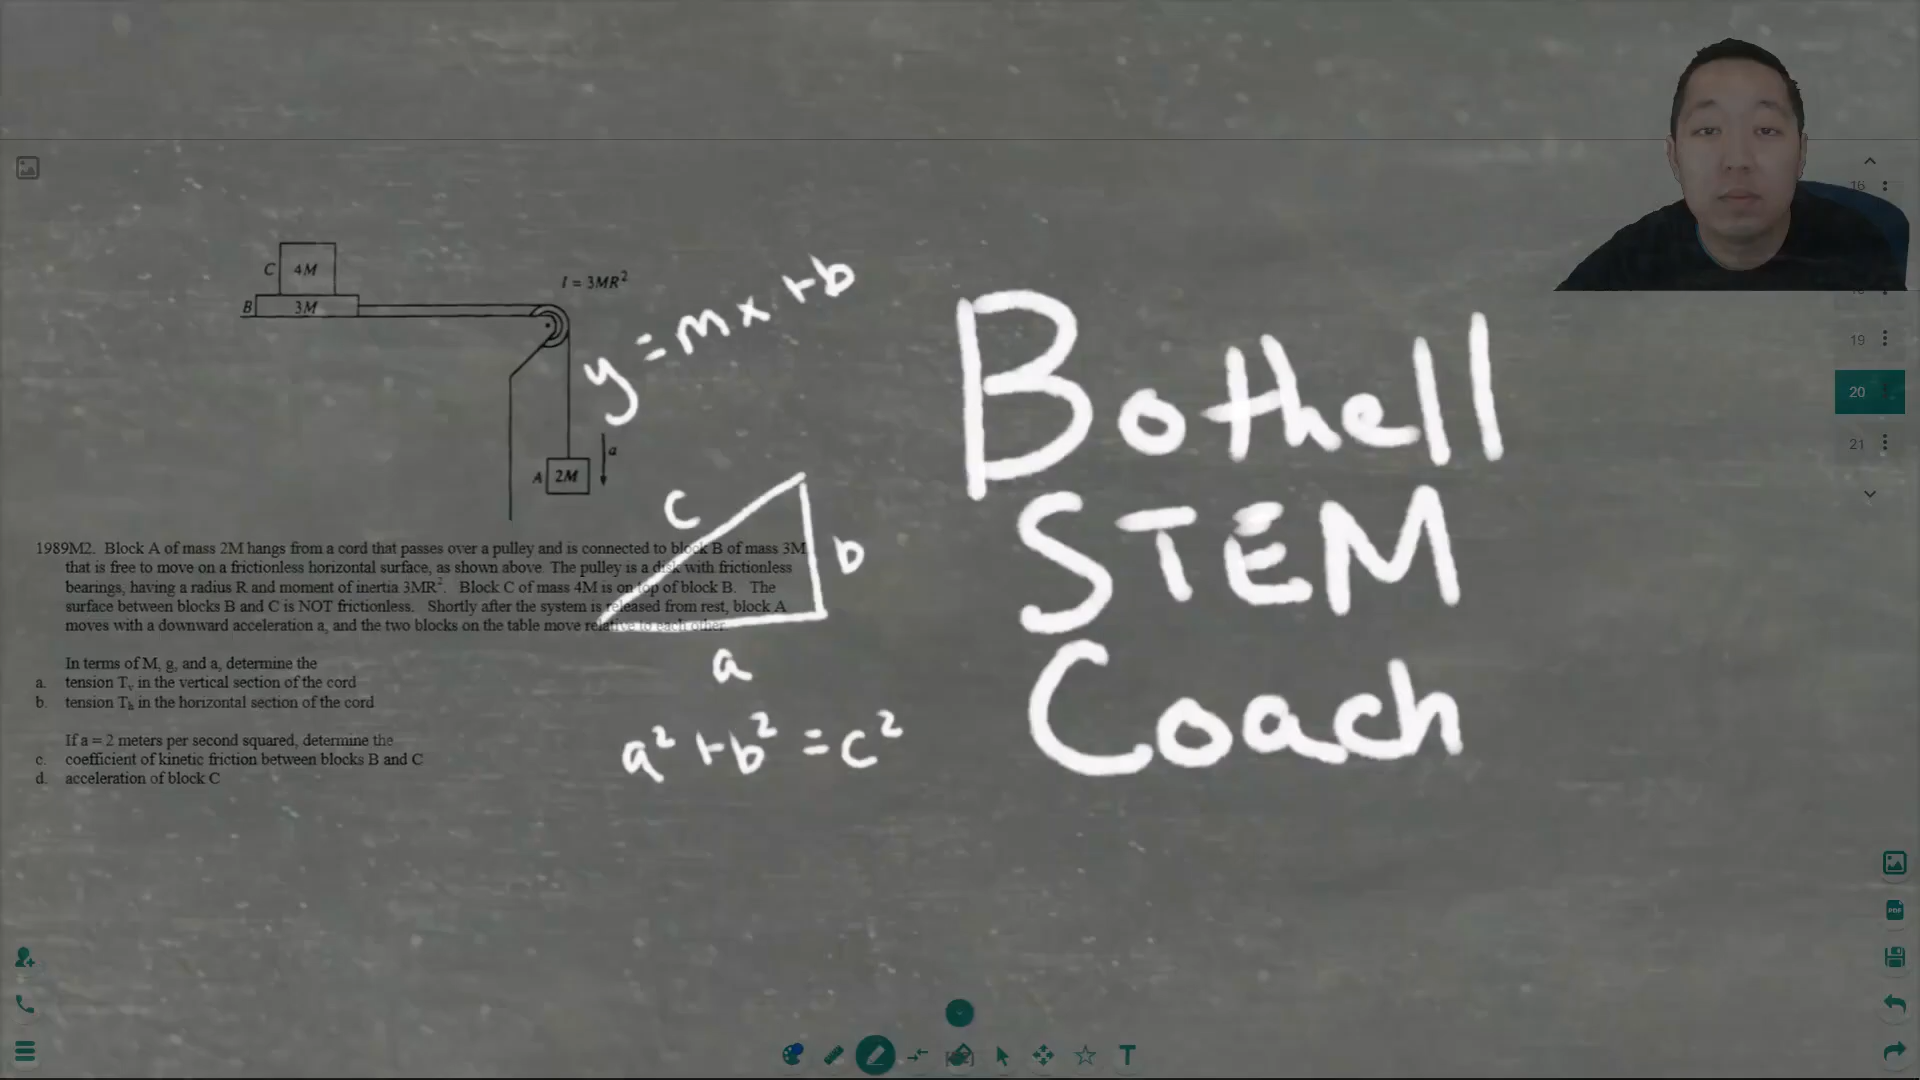 16
19
20
21
C 4M
B 3M
I = 3MR²
A 2M
a
y = mx + b
Bothell
STEM
Coach
c
b
a
a² + b² = c²
1989M2. Block A of mass 2M hangs from a cord that passes over a pulley and is connected to block B of mass 3M
that is free to move on a frictionless horizontal surface, as shown above. The pulley is a disk with frictionless
bearings, having a radius R and moment of inertia 3MR². Block C of mass 4M is on top of block B. The
surface between blocks B and C is NOT frictionless. Shortly after the system is released from rest, block A
moves with a downward acceleration a, and the two blocks on the table move relative to each other.
In terms of M, g, and a, determine the
a. tension Tv in the vertical section of the cord
b. tension Th in the horizontal section of the cord
If a = 2 meters per second squared, determine the
c. coefficient of kinetic friction between blocks B and C
d. acceleration of block C
PDF
T